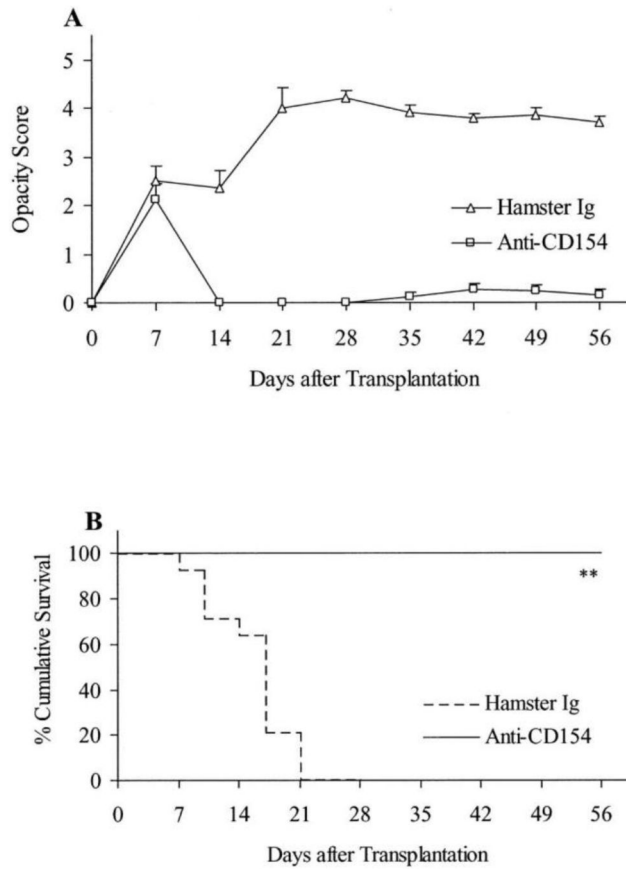 A
5
4
3
2
1
0
Opacity Score
Hamster Ig
Anti-CD154
0 7 14 21 28 35 42 49 56
Days after Transplantation
B
100
80
60
40
20
0
% Cumulative Survival
**
Hamster Ig
Anti-CD154
0 7 14 21 28 35 42 49 56
Days after Transplantation